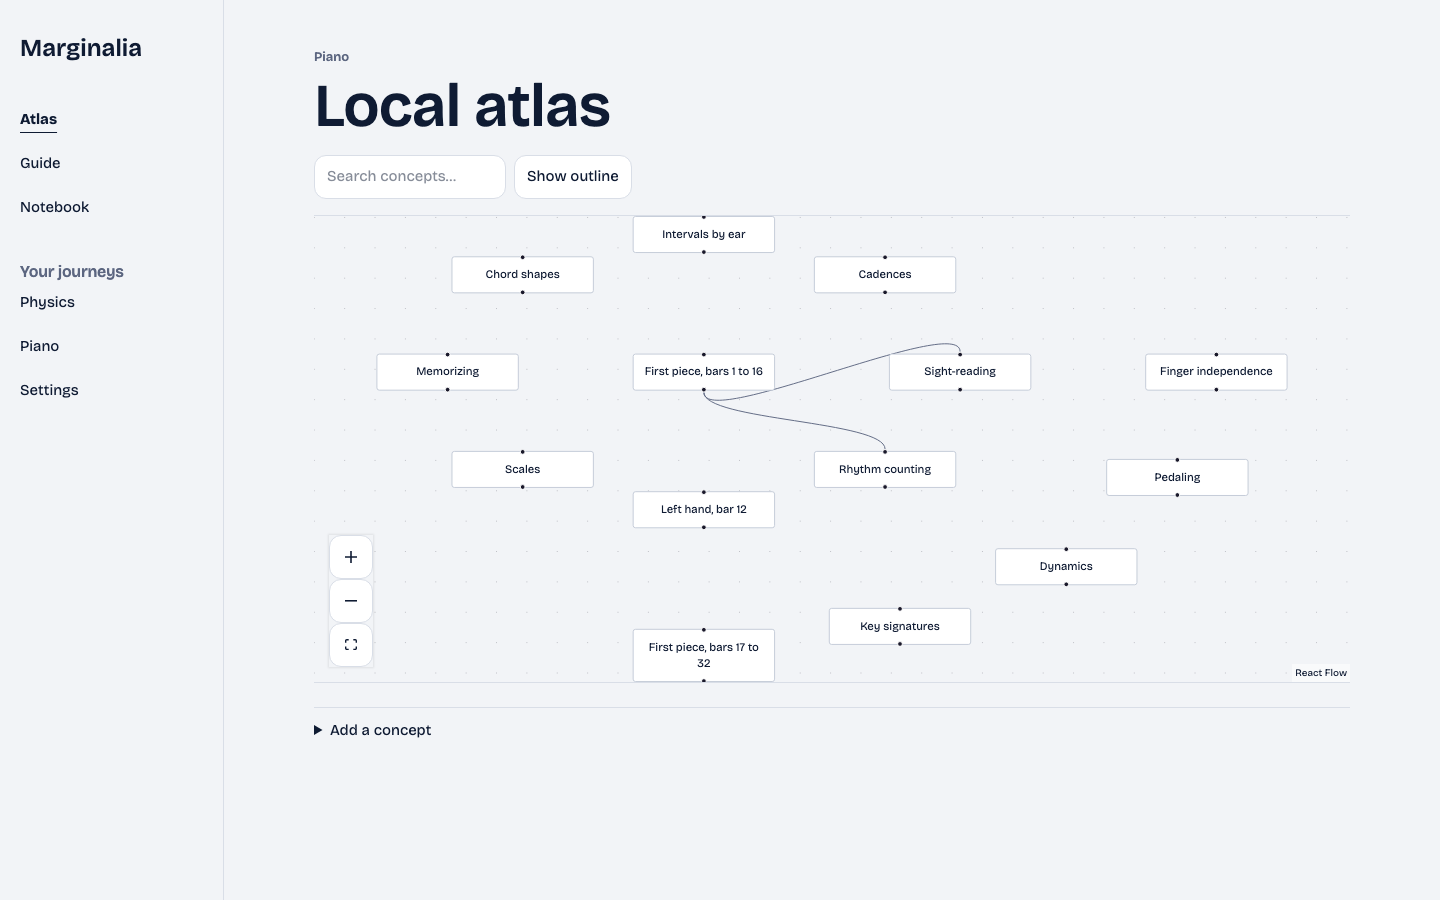 Marginalia
Atlas
Guide
Notebook
Your journeys
Physics
Piano
Settings
Piano
Local atlas
Search concepts...
Show outline
Intervals by ear
Chord shapes
Cadences
Memorizing
First piece, bars 1 to 16
Sight-reading
Finger independence
Scales
Rhythm counting
Pedaling
Left hand, bar 12
Dynamics
Key signatures
First piece, bars 17 to
32
React Flow
Add a concept